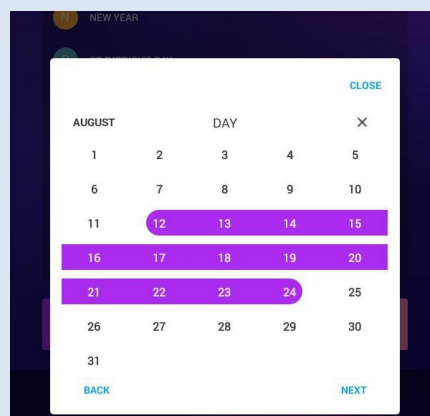 N NEW YEAR
CLOSE
AUGUST DAY ×
1 2 3 4 5
6 7 8 9 10
11 12 13 14 15
16 17 18 19 20
21 22 23 24 25
26 27 28 29 30
31
BACK NEXT